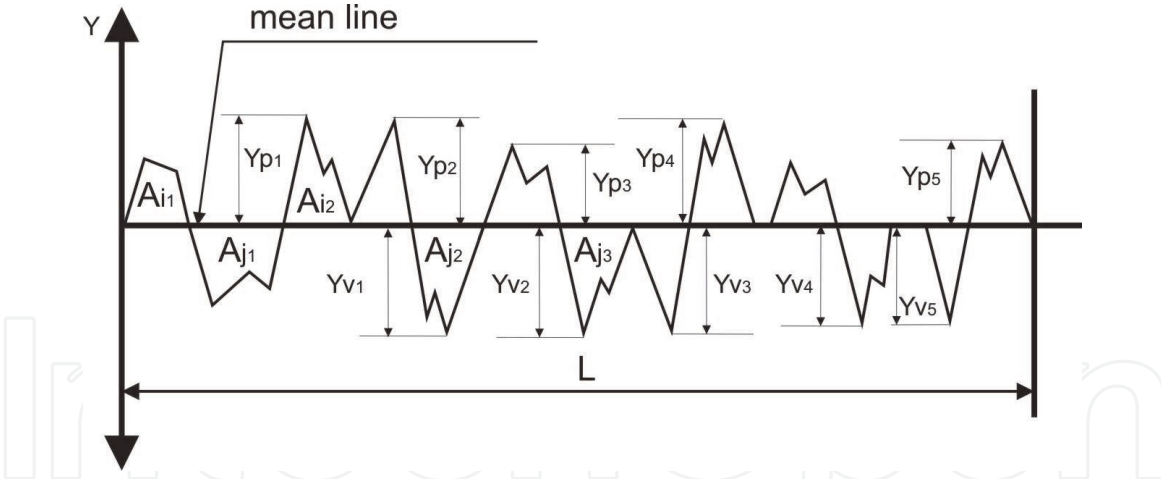 Y
mean line
Yp1
Yp2
Yp3
Yp4
Yp5
Ai1
Ai2
Aj1
Aj2
Aj3
Yv1
Yv2
Yv3
Yv4
Yv5
L